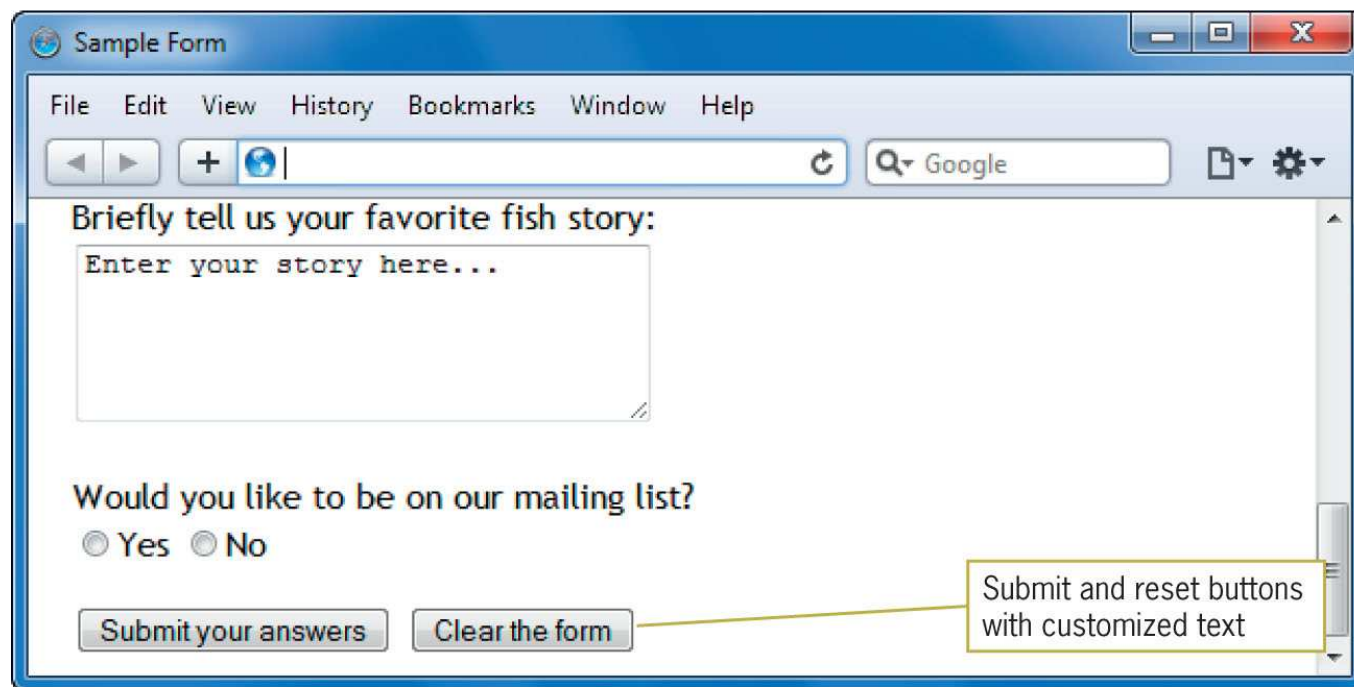 Sample Form
File Edit View History Bookmarks Window Help
Google
Briefly tell us your favorite fish story:
Enter your story here...
Would you like to be on our mailing list?
Yes No
Submit your answers Clear the form
Submit and reset buttons
with customized text